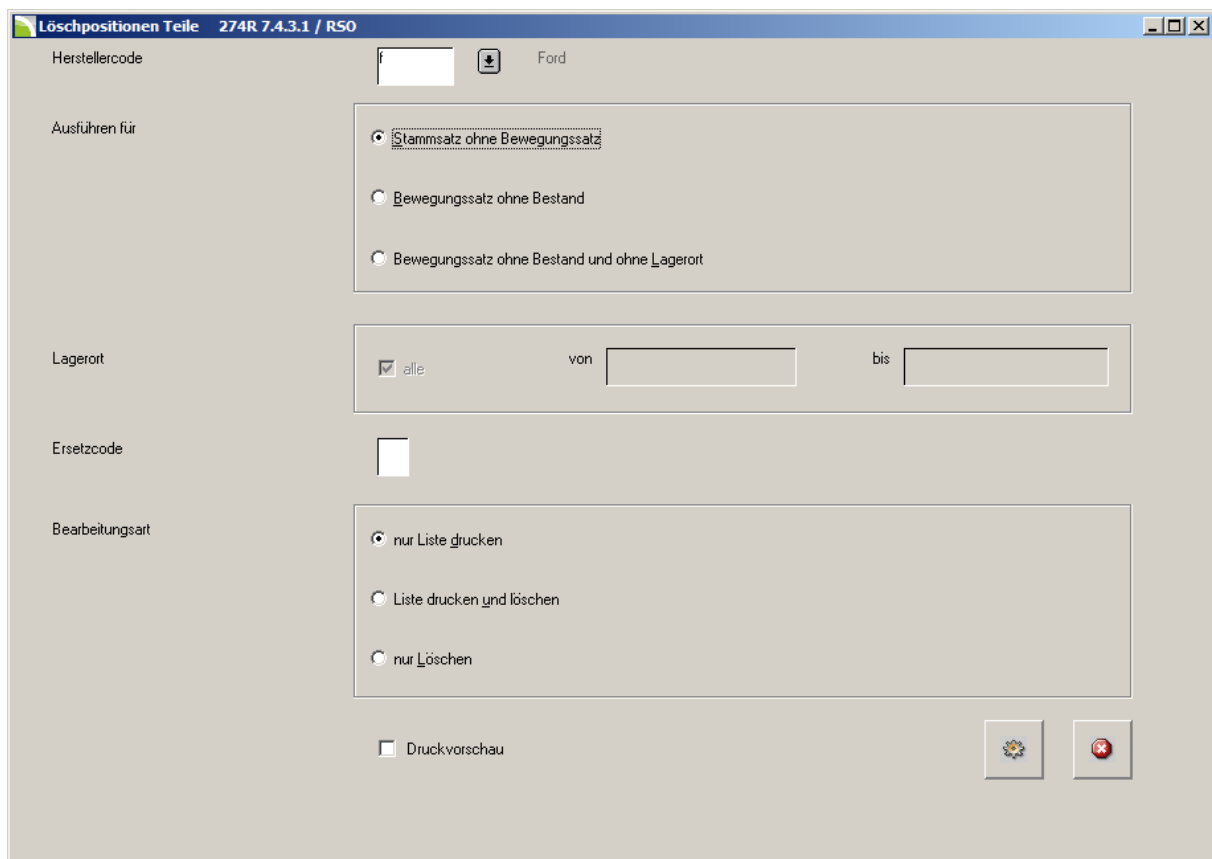 Löschpositionen Teile 274R 7.4.3.1 / RSO
Herstellercode f Ford
Ausführen für
Stammsatz ohne Bewegungssatz
Bewegungssatz ohne Bestand
Bewegungssatz ohne Bestand und ohne Lagerort
Lagerort alle von bis
Ersetzcode
Bearbeitungsart
nur Liste drucken
Liste drucken und löschen
nur Löschen
Druckvorschau